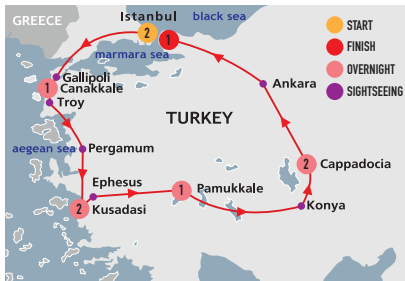 GREECE
Istanbul
black sea
START
2
1
FINISH
marmara sea
OVERNIGHT
Gallipoli
1
Canakkale
SIGHTSEEING
Ankara
Troy
TURKEY
aegean sea
Pergamum
2
Cappadocia
Ephesus
1
Pamukkale
2
Kusadasi
Konya